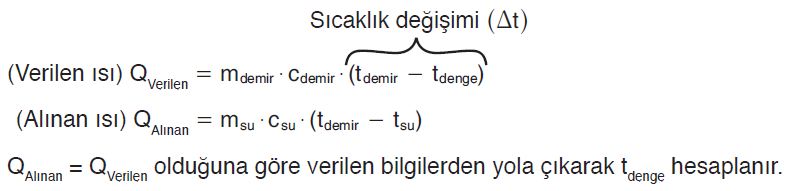 Sıcaklık değişimi (Δt)
(Verilen ısı) Q_Verilen = m_demir · c_demir · (t_demir − t_denge)
(Alınan ısı) Q_Alınan = m_su · c_su · (t_demir − t_su)
Q_Alınan = Q_Verilen olduğuna göre verilen bilgilerden yola çıkarak t_denge hesaplanır.